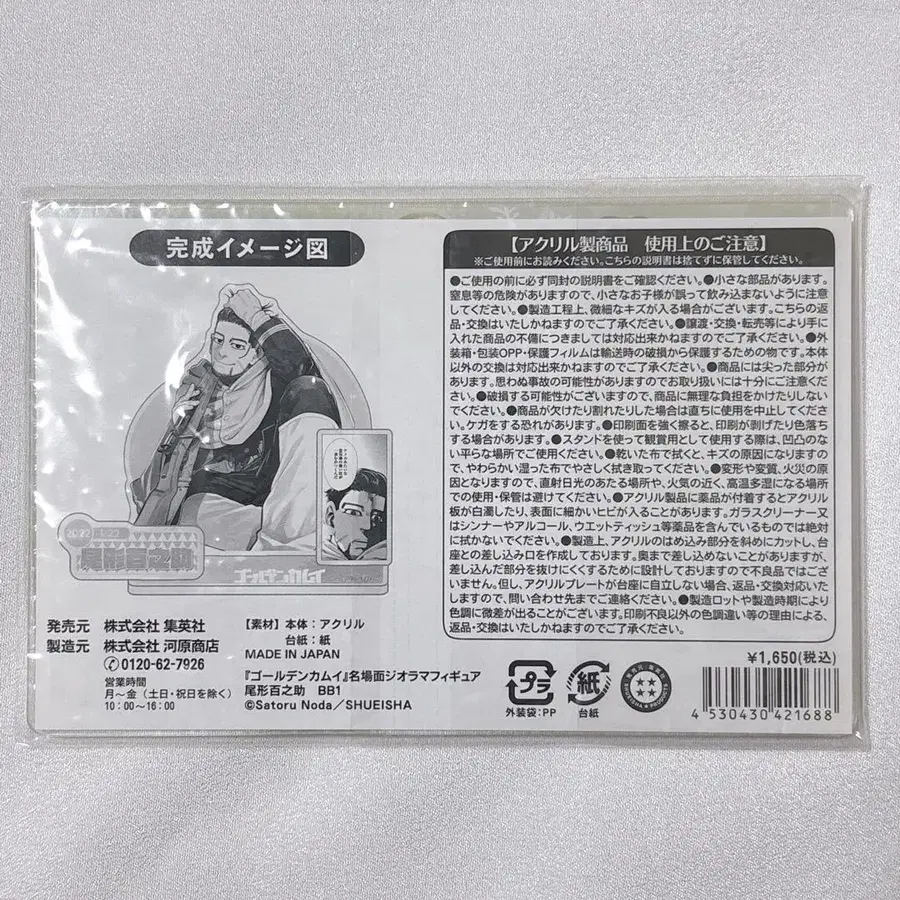 完成イメージ図
尾形百之助
ゴールデンカムイ
発売元 株式会社 集英社
製造元 株式会社 河原商店
0120-62-7926
営業時間
月~金(土日・祝日を除く)
10:00~16:00
【素材】本体:アクリル
台紙:紙
MADE IN JAPAN
『ゴールデンカムイ』名場面ジオラマフィギュア
尾形百之助 BB1
©Satoru Noda/SHUEISHA
【アクリル製商品 使用上のご注意】
※ご使用前にお読みください。こちらの説明書は捨てずに保管してください。
●ご使用の前に必ず同封の説明書をご確認ください。●小さな部品があります。
窒息等の危険がありますので、小さなお子様が誤って飲み込まないように注意
してください。●製造工程上、微細なキズが入る場合がございます。こちらの返
品・交換はいたしかねますのでご了承ください。●譲渡・交換・転売等により手に
入れた商品の不備につきましては対応出来かねますのでご了承ください。●外
装箱・包装OPP・保護フィルムは輸送時の破損から保護するための物です。本体
以外の交換は対応出来かねますのでご了承ください。●商品には尖った部分が
あります。思わぬ事故の可能性がありますのでお取り扱いには十分にご注意くだ
さい。●破損する可能性がございますので、商品に無理な負担をかけたりしない
でください。●商品が欠けたり割れたりした場合は直ちに使用を中止してくださ
い。ケガをする恐れがあります。●印刷面を強く擦ると、印刷が剥げたり色落ち
する場合があります。●スタンドを使って観賞用として使用する際は、凹凸のな
い平らな場所でご使用ください。●乾いた布で拭くと、キズの原因になりますの
で、やわらかい湿った布でやさしく拭き取ってください。●変形や変質、火災の原
因となりますので、直射日光のあたる場所や、火気の近く、高温多湿になる場所
での使用・保管は避けてください。●アクリル製品に薬品が付着するとアクリル
板が白濁したり、表面に細かいヒビが入ることがあります。ガラスクリーナー又
はシンナーやアルコール、ウエットティッシュ等薬品を含んでいるものでは絶対
に拭かないでください。●製造上、アクリルのはめ込み部分を斜めにカットし、台
座との差し込み口を作成しております。奥まで差し込めないことがありますが、
差し込んだ部分を抜けにくくするために設計しておりますので不良品ではござ
いません。但し、アクリルプレートが台座に自立しない場合、返品・交換対応いた
しますので、問い合わせ先までご連絡ください。●製造ロットや製造時期により
色調に微差が出ることがございます。印刷不良以外の色調違い等の理由による、
返品・交換はいたしかねますのでご了承ください。
¥1,650(税込)
プラ
外装袋:PP
紙
台紙
4 530430 421688